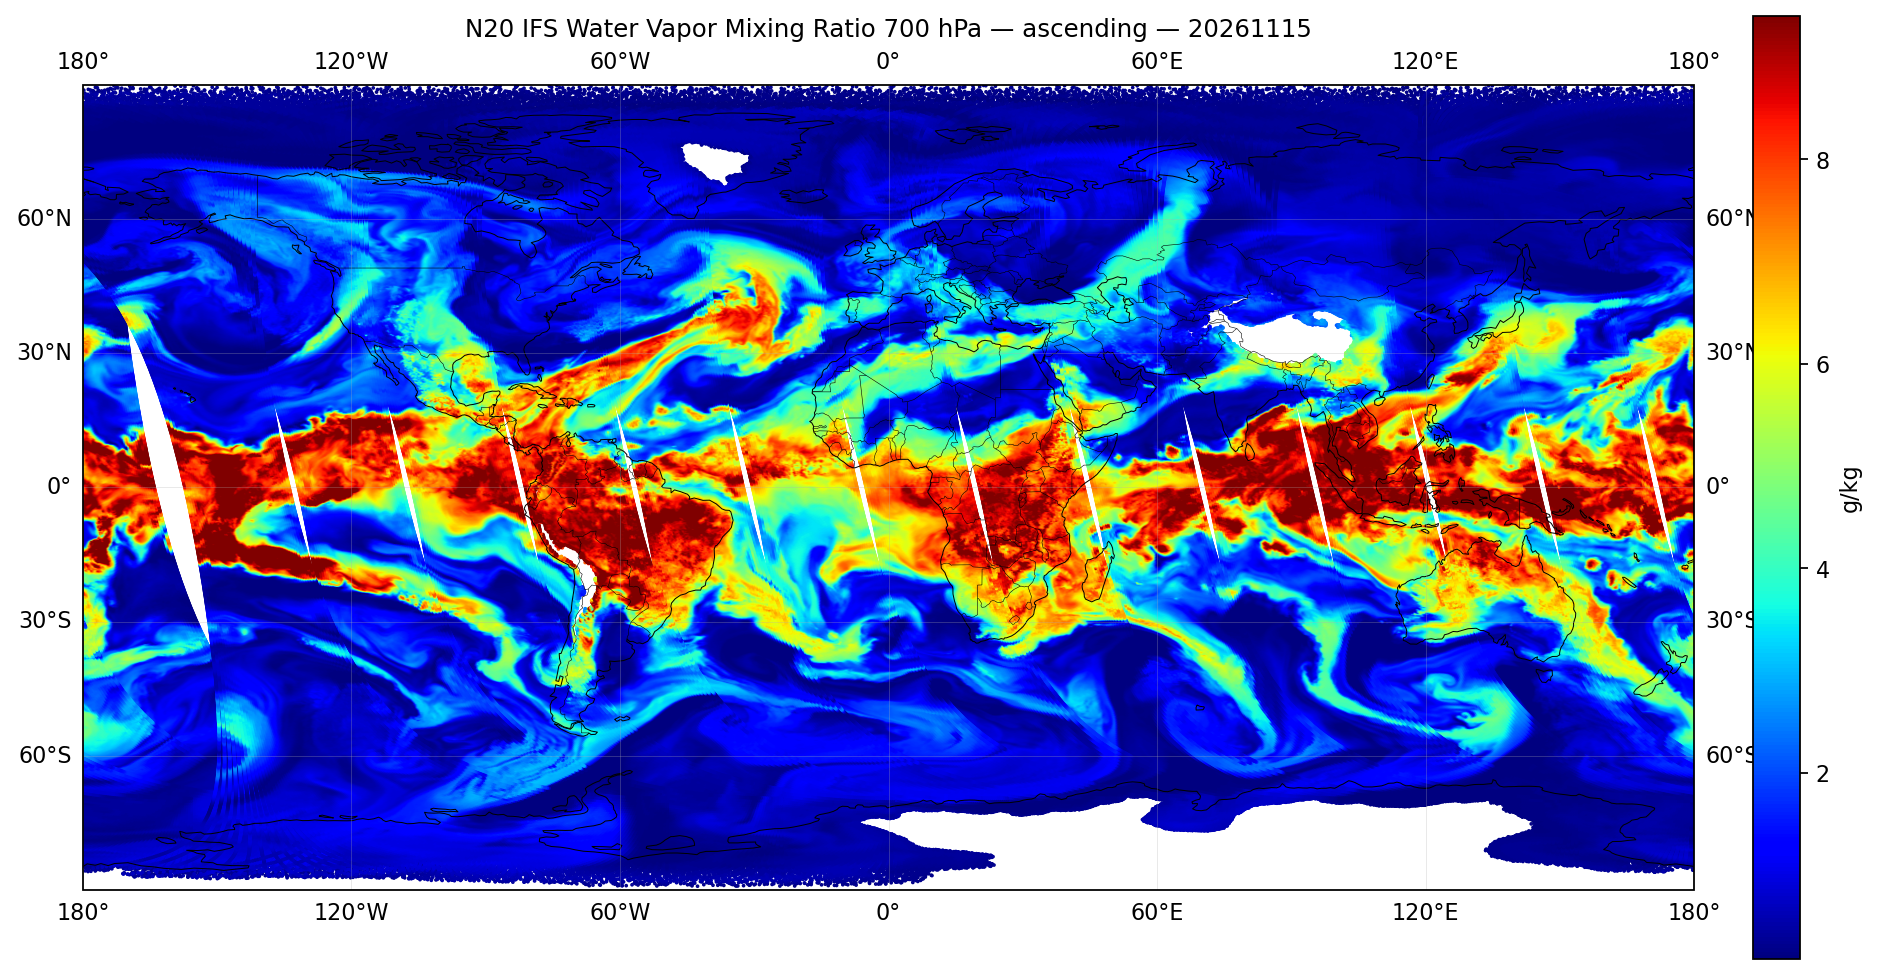 N20 IFS Water Vapor Mixing Ratio 700 hPa — ascending — 20261115
180° 120°W 60°W 0° 60°E 120°E 180°
60°N 60°N
30°N 30°N
0° 0°
30°S 30°S
60°S 60°S
180° 120°W 60°W 0° 60°E 120°E 180°
8
6
4
2
g/kg